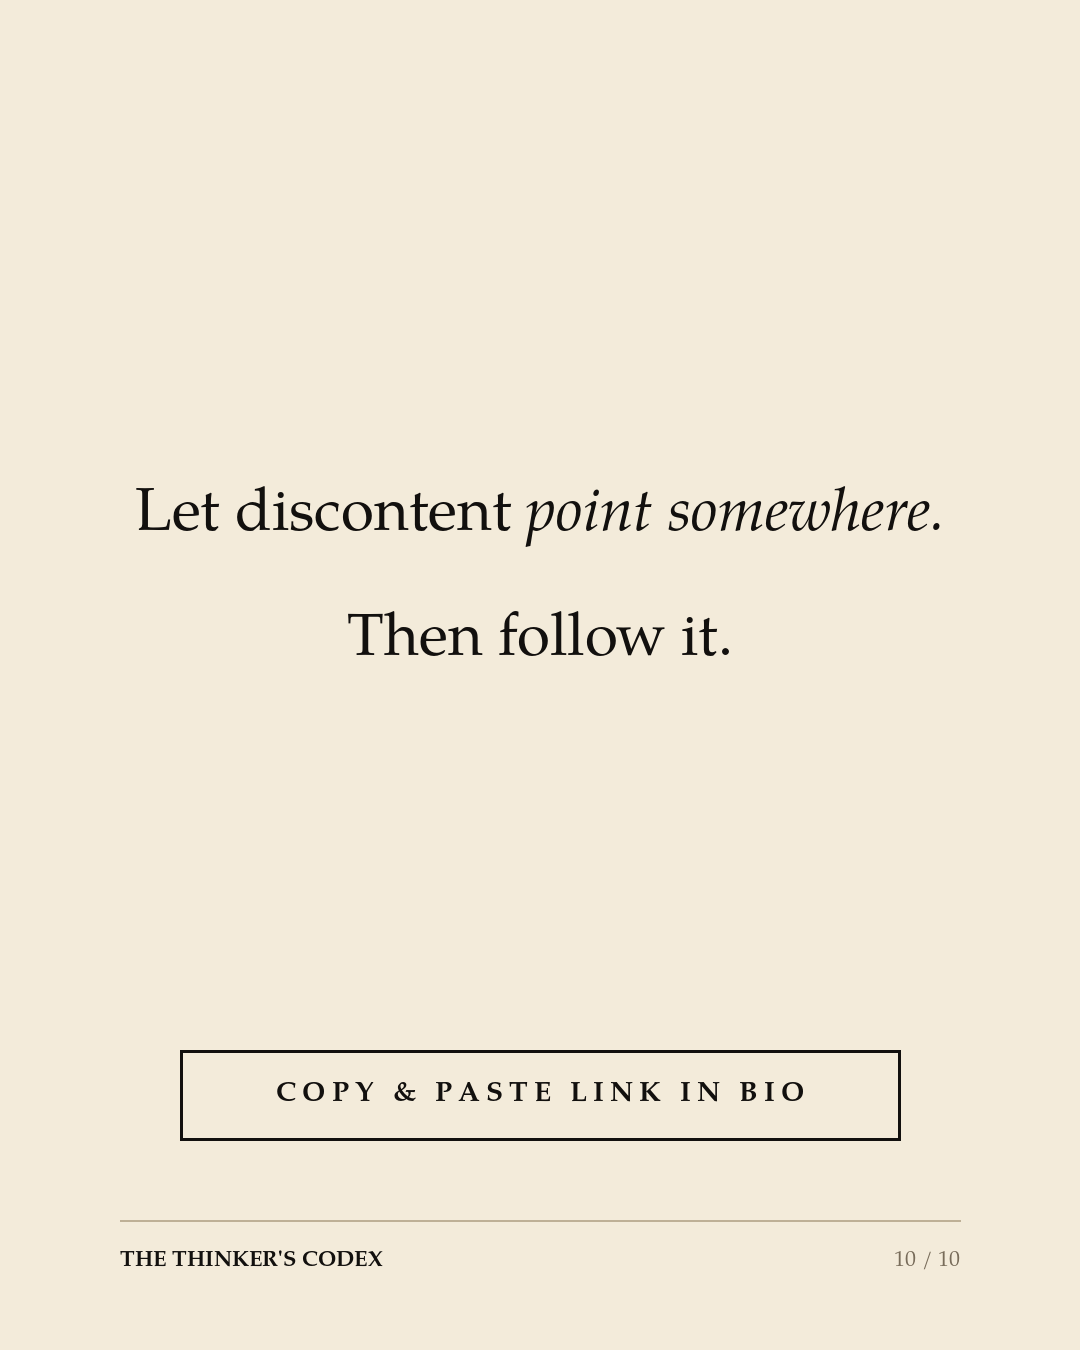 Let discontent point somewhere.
Then follow it.
COPY & PASTE LINK IN BIO
THE THINKER'S CODEX
10 / 10